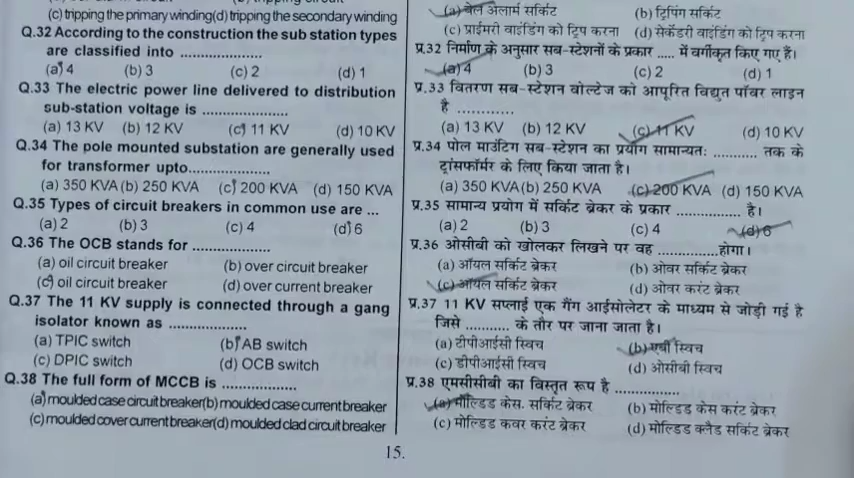 (c) tripping the primary winding(d) tripping the secondary winding
Q.32 According to the construction the sub station types
are classified into ....................
(a) 4 (b) 3 (c) 2 (d) 1
Q.33 The electric power line delivered to distribution
sub-station voltage is .....................
(a) 13 KV (b) 12 KV (c) 11 KV (d) 10 KV
Q.34 The pole mounted substation are generally used
for transformer upto....................
(a) 350 KVA (b) 250 KVA (c) 200 KVA (d) 150 KVA
Q.35 Types of circuit breakers in common use are ...
(a) 2 (b) 3 (c) 4 (d) 6
Q.36 The OCB stands for ...................
(a) oil circuit breaker (b) over circuit breaker
(c) oil circuit breaker (d) over current breaker
Q.37 The 11 KV supply is connected through a gang
isolator known as ...................
(a) TPIC switch (b) AB switch
(c) DPIC switch (d) OCB switch
Q.38 The full form of MCCB is ..................
(a) moulded case circuit breaker(b) moulded case current breaker
(c) moulded cover current breaker(d) moulded clad circuit breaker
(a) बेल अलार्म सर्किट (b) ट्रिपिंग सर्किट
(c) प्राईमरी वाइंडिंग को ट्रिप करना (d) सेकेंडरी वाइंडिंग को ट्रिप करना
प्र.32 निर्माण के अनुसार सब-स्टेशनों के प्रकार ..... में वर्गीकृत किए गए हैं।
(a) 4 (b) 3 (c) 2 (d) 1
प्र.33 वितरण सब-स्टेशन वोल्टेज को आपूरित विद्युत पॉवर लाइन
है ............
(a) 13 KV (b) 12 KV (c) 11 KV (d) 10 KV
प्र.34 पोल माउंटिग सब-स्टेशन का प्रयोग सामान्यतः ........... तक के
ट्रांसफॉर्मर के लिए किया जाता है।
(a) 350 KVA (b) 250 KVA (c) 200 KVA (d) 150 KVA
प्र.35 सामान्य प्रयोग में सर्किट ब्रेकर के प्रकार ................ है।
(a) 2 (b) 3 (c) 4 (d) 6
प्र.36 ओसीबी को खोलकर लिखने पर वह ...............होगा।
(a) ऑयल सर्किट ब्रेकर (b) ओवर सर्किट ब्रेकर
(c) ऑयल सर्किट ब्रेकर (d) ओवर करंट ब्रेकर
प्र.37 11 KV सप्लाई एक गैंग आईसोलेटर के माध्यम से जोड़ी गई है
जिसे ........... के तौर पर जाना जाता है।
(a) टीपीआईसी स्विच (b) एबी स्विच
(c) डीपीआईसी स्विच (d) ओसीबी स्विच
प्र.38 एमसीसीबी का विस्तृत रूप है ................
(a) मौल्डिड केस. सर्किट ब्रेकर (b) मोल्डिड केस करंट ब्रेकर
(c) मोल्डिड कवर करंट ब्रेकर (d) मोल्डिड क्लैड सर्किट ब्रेकर
15.